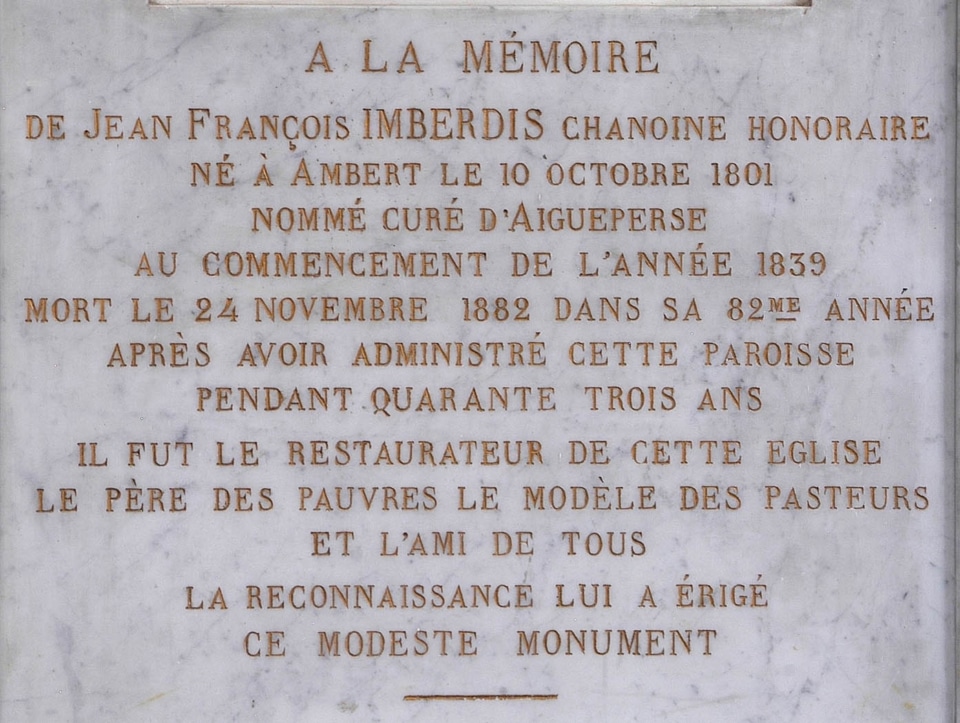 A LA MÉMOIRE
DE JEAN FRANÇOIS IMBERDIS CHANOINE HONORAIRE
NÉ À AMBERT LE 10 OCTOBRE 1801
NOMMÉ CURÉ D'AIGUEPERSE
AU COMMENCEMENT DE L'ANNÉE 1839
MORT LE 24 NOVEMBRE 1882 DANS SA 82ME ANNÉE
APRÈS AVOIR ADMINISTRÉ CETTE PAROISSE
PENDANT QUARANTE TROIS ANS
IL FUT LE RESTAURATEUR DE CETTE EGLISE
LE PÈRE DES PAUVRES LE MODÈLE DES PASTEURS
ET L'AMI DE TOUS
LA RECONNAISSANCE LUI A ÉRIGÉ
CE MODESTE MONUMENT